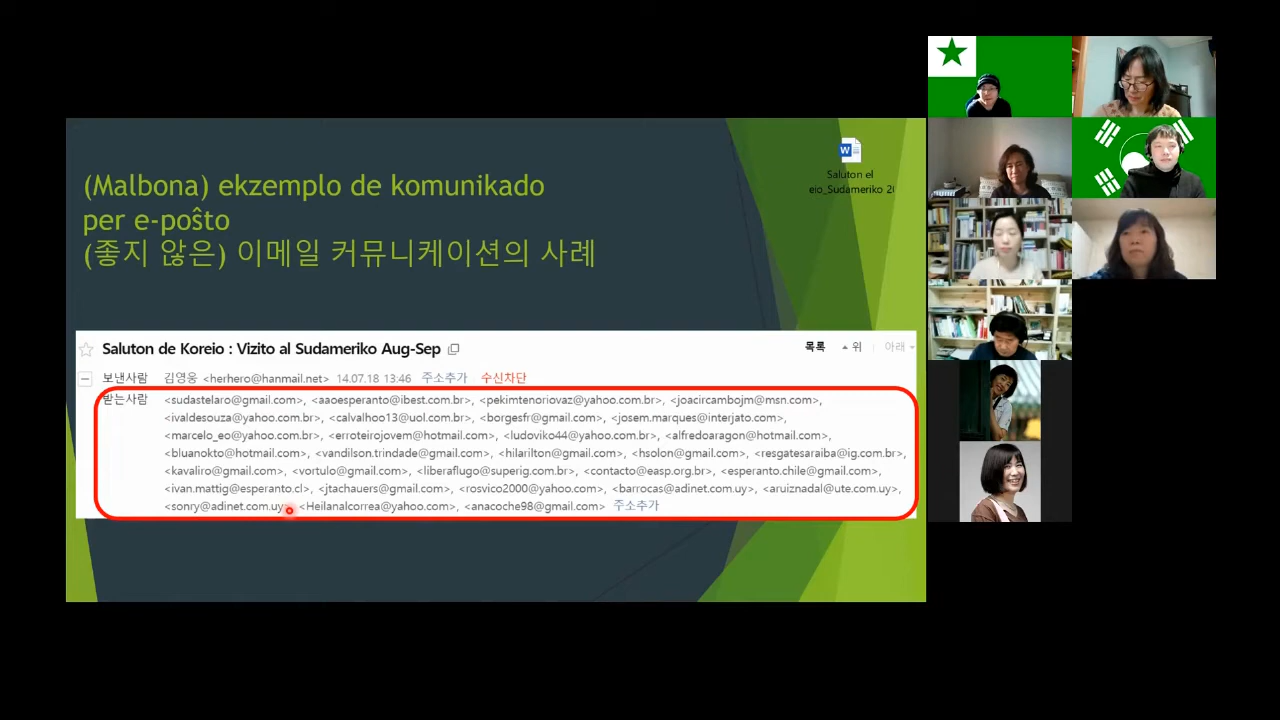 (Malbona) ekzemplo de komunikado
per e-poŝto
(좋지 않은) 이메일 커뮤니케이션의 사례
W
Saluton el
eio_Sudameriko 20
Saluton de Koreio : Vizito al Sudameriko Aug-Sep
목록 위 아래
보낸사람 김영웅 <herhero@hanmail.net> 14.07.18 13:46 주소추가 수신차단
받는사람 <sudastelaro@gmail.com>, <aaoesperanto@ibest.com.br>, <pekimtenoriovaz@yahoo.com.br>, <joacircambojm@msn.com>,
<ivaldesouza@yahoo.com.br>, <calvalhoo13@uol.com.br>, <borgesfr@gmail.com>, <josem.marques@interjato.com>,
<marcelo_eo@yahoo.com.br>, <erroteirojovem@hotmail.com>, <ludoviko44@yahoo.com.br>, <alfredoaragon@hotmail.com>,
<bluanokto@hotmail.com>, <vandilson.trindade@gmail.com>, <hilarilton@gmail.com>, <hsolon@gmail.com>, <resgatesaraiba@ig.com.br>,
<kavaliro@gmail.com>, <vortulo@gmail.com>, <liberaflugo@superig.com.br>, <contacto@easp.org.br>, <esperanto.chile@gmail.com>,
<ivan.mattig@esperanto.cl>, <jtachauers@gmail.com>, <rosvico2000@yahoo.com>, <barrocas@adinet.com.uy>, <aruiznadal@ute.com.uy>,
<sonry@adinet.com.uy>, <Heilanalcorrea@yahoo.com>, <anacoche98@gmail.com> 주소추가